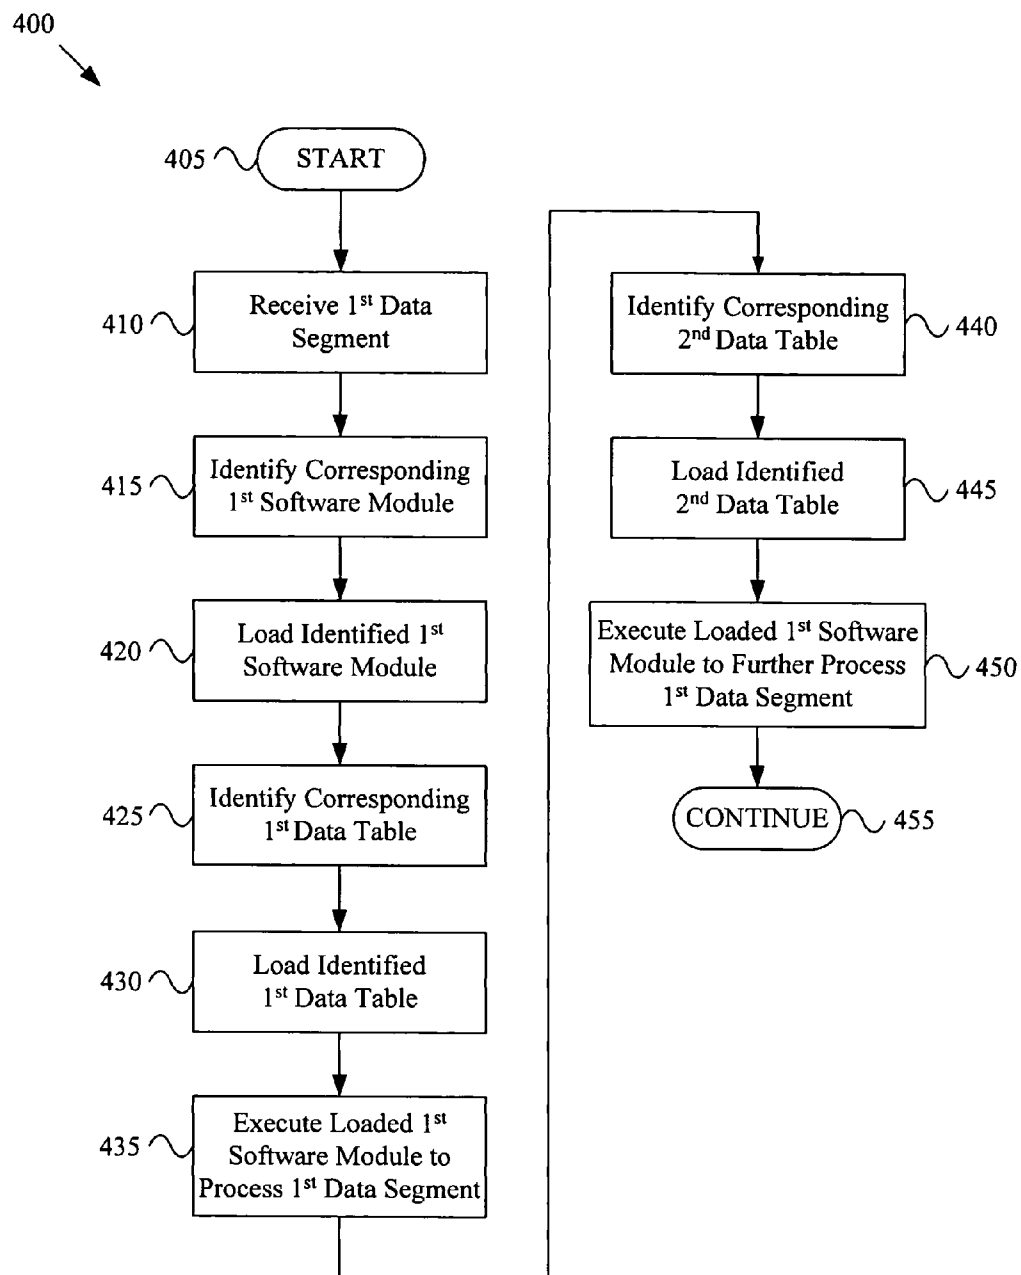 400
405
START
410
Receive 1st Data
Segment
415
Identify Corresponding
1st Software Module
420
Load Identified 1st
Software Module
425
Identify Corresponding
1st Data Table
430
Load Identified
1st Data Table
435
Execute Loaded 1st
Software Module to
Process 1st Data Segment
Identify Corresponding
2nd Data Table
440
Load Identified
2nd Data Table
445
Execute Loaded 1st Software
Module to Further Process
1st Data Segment
450
CONTINUE
455